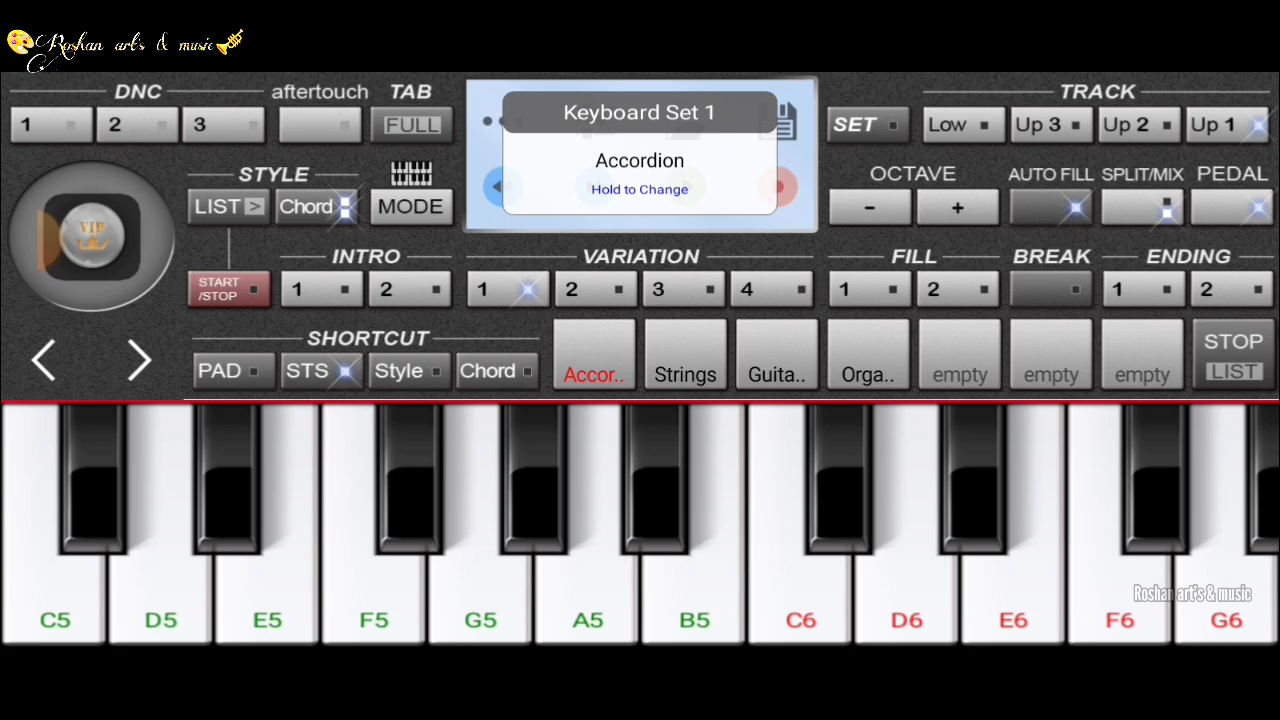 Roshan art's & music
DNC
aftertouch
TAB
TRACK
1
2
3
FULL
Keyboard Set 1
Accordion
Hold to Change
SET
Low
Up 3
Up 2
Up 1
STYLE
OCTAVE
AUTO FILL
SPLIT/MIX
PEDAL
LIST >
Chord
MODE
-
+
VIP
INTRO
VARIATION
FILL
BREAK
ENDING
START
/STOP
1
2
1
2
3
4
1
2
1
2
SHORTCUT
PAD
STS
Style
Chord
Accor..
Strings
Guita..
Orga..
empty
empty
empty
STOP
LIST
Roshan art's & music
C5
D5
E5
F5
G5
A5
B5
C6
D6
E6
F6
G6